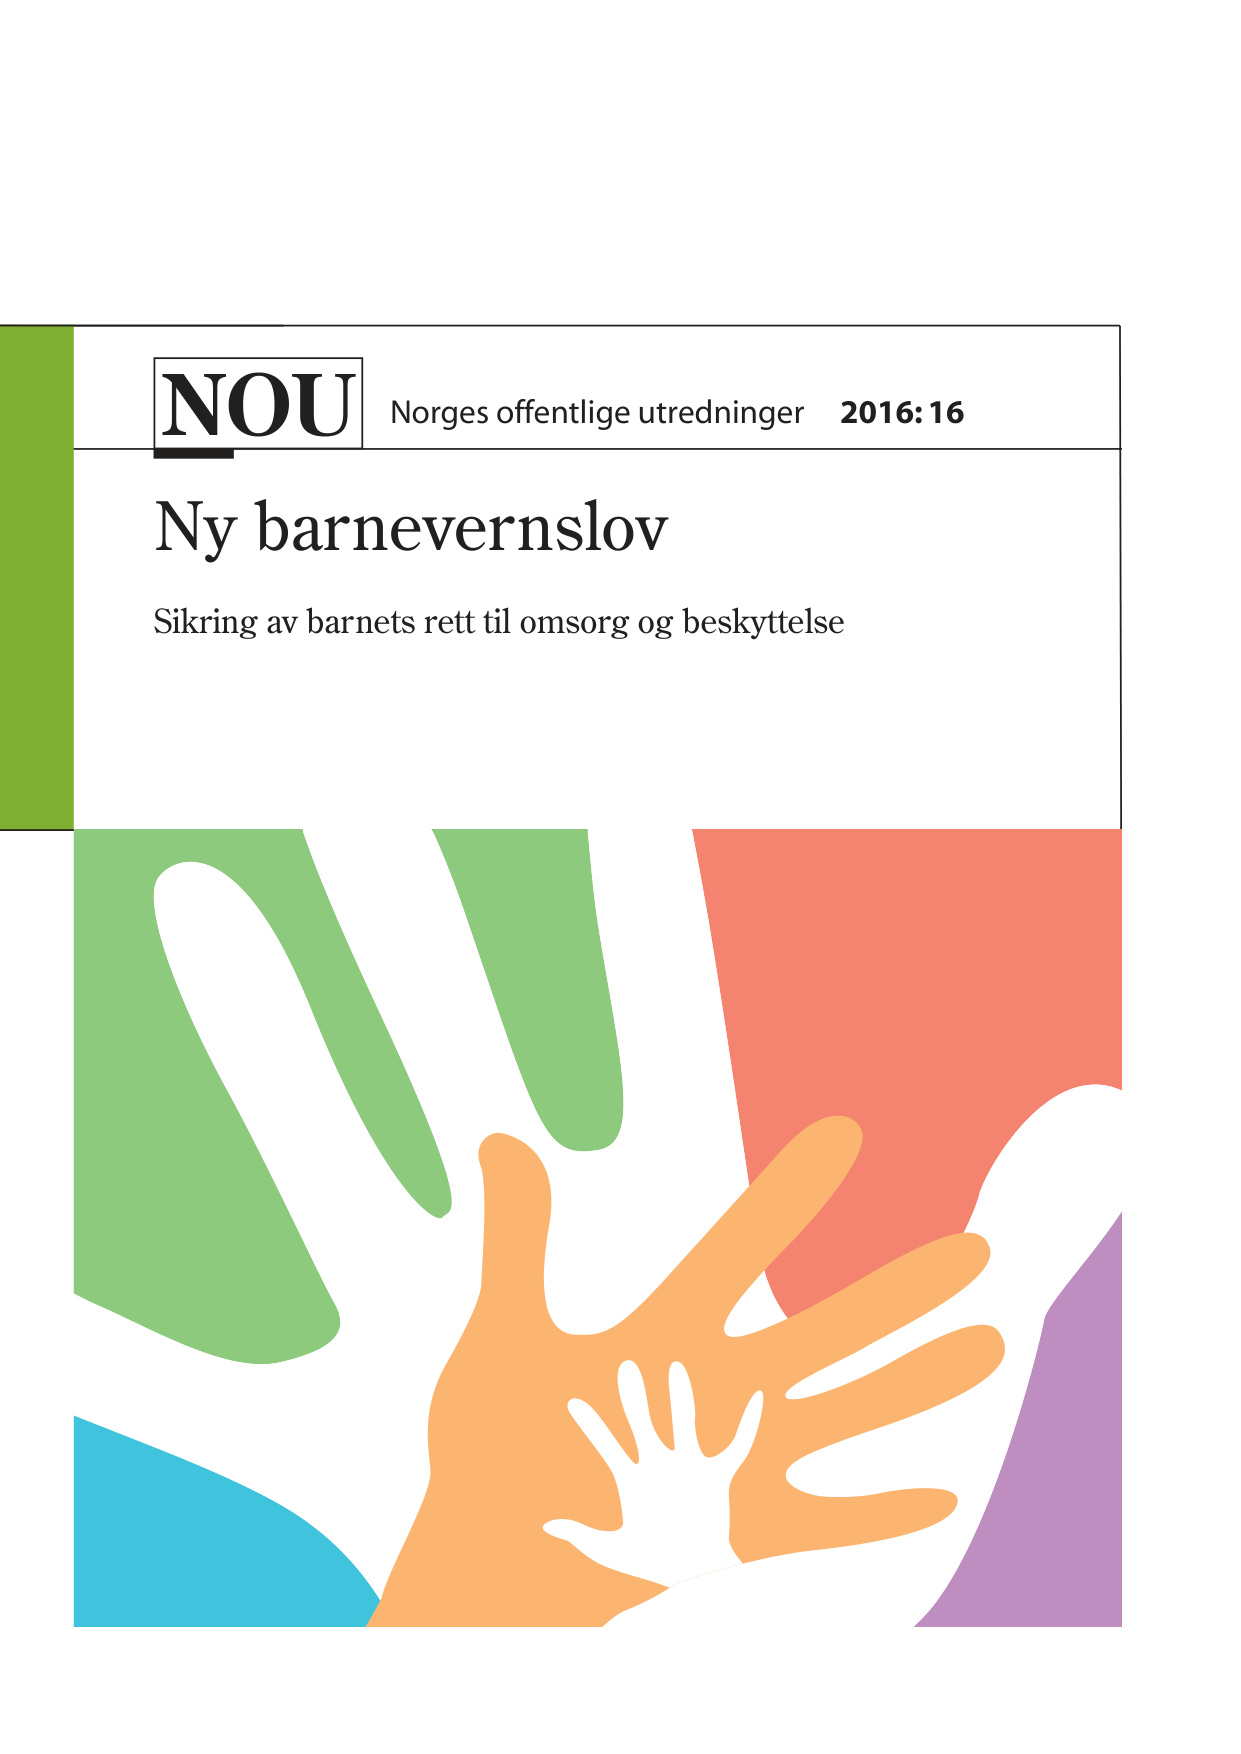 NOU Norges offentlige utredninger 2016: 16
Ny barnevernslov
Sikring av barnets rett til omsorg og beskyttelse